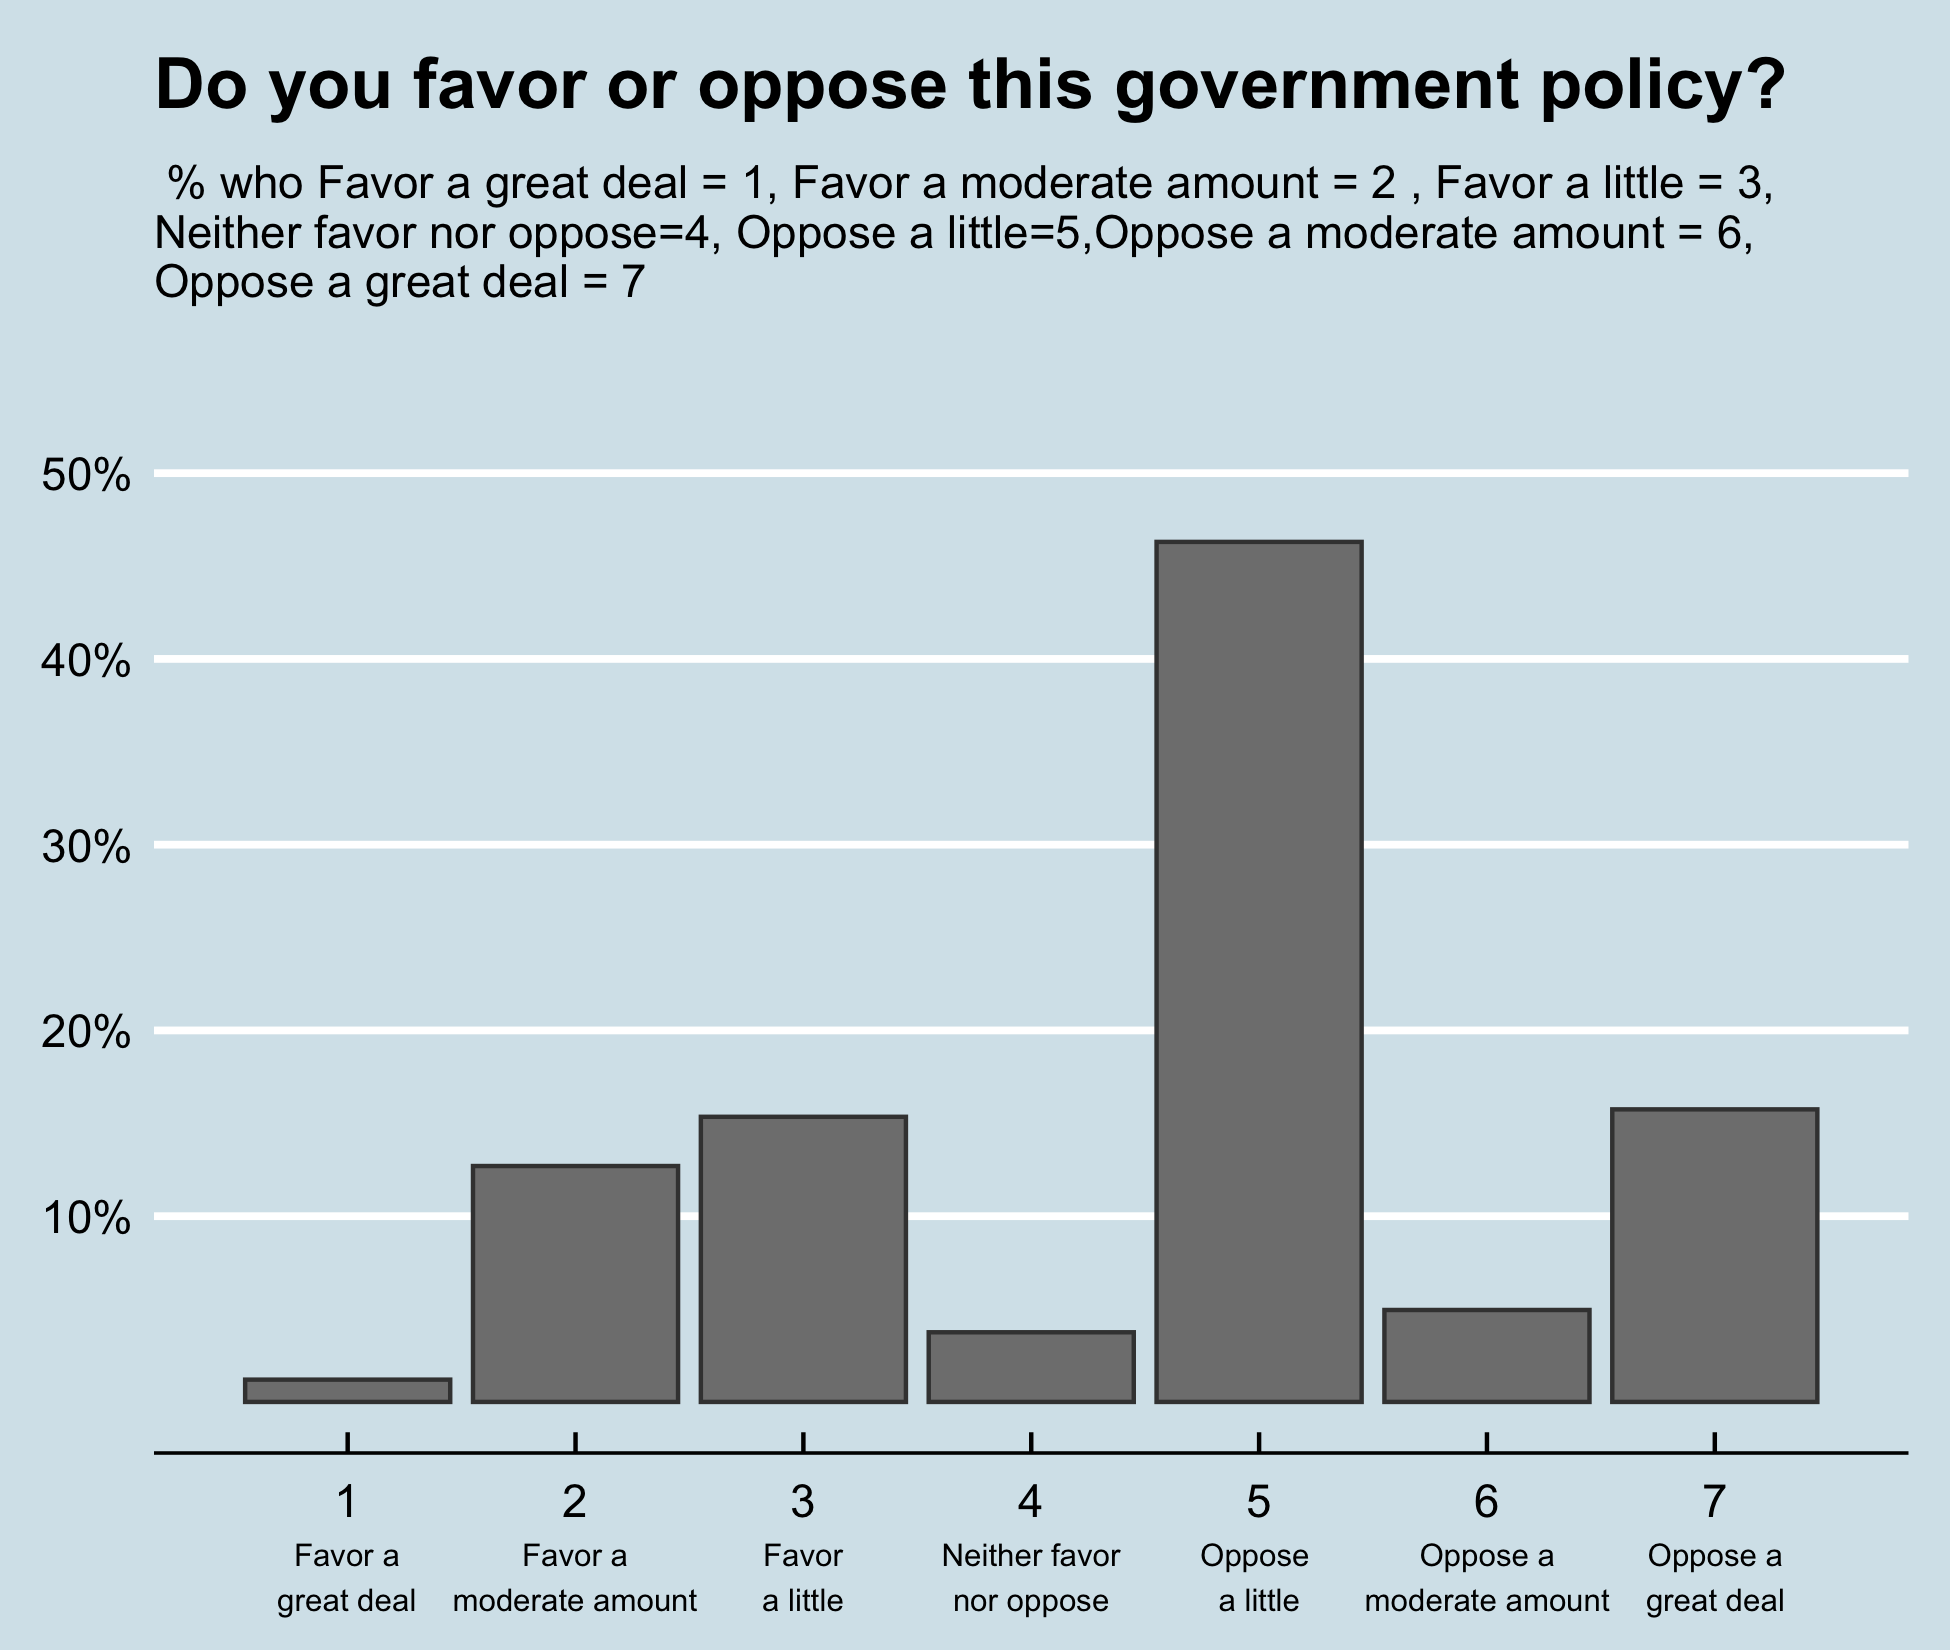 Do you favor or oppose this government policy?
% who Favor a great deal = 1, Favor a moderate amount = 2 , Favor a little = 3,
Neither favor nor oppose=4, Oppose a little=5,Oppose a moderate amount = 6,
Oppose a great deal = 7
50%
40%
30%
20%
10%
1 2 3 4 5 6 7
Favor a Favor a Favor Neither favor Oppose Oppose a Oppose a
great deal moderate amount a little nor oppose a little moderate amount great deal